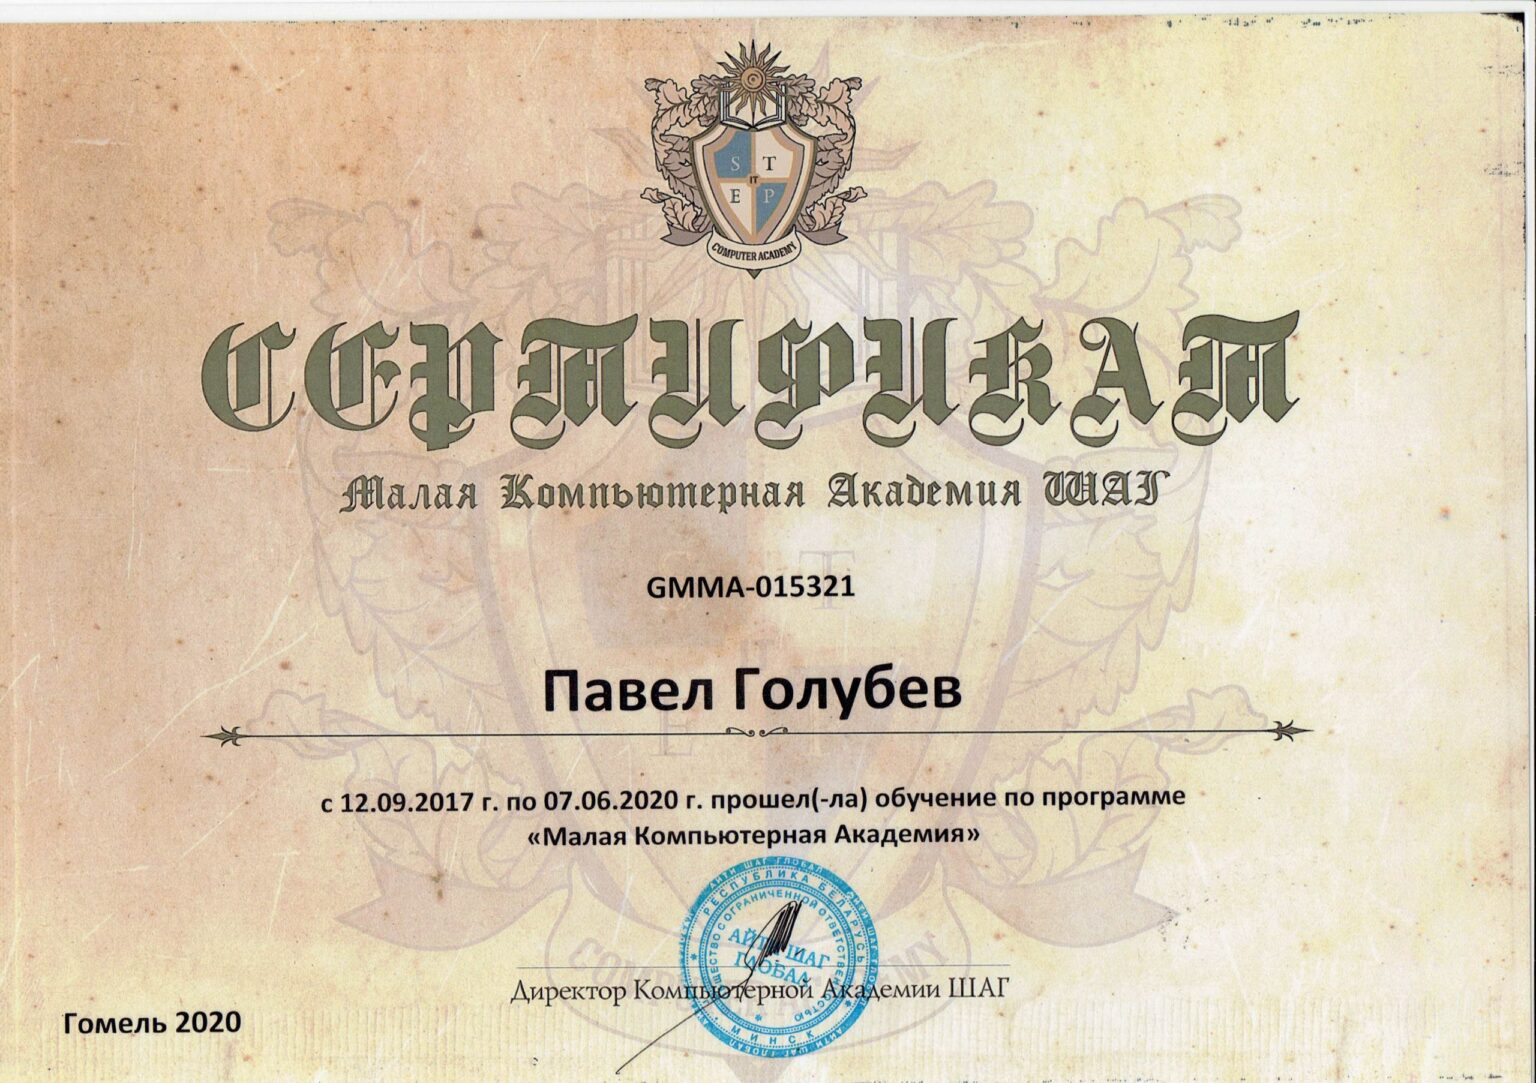 S T
IT
E P
COMPUTER ACADEMY
СЕРТИФИКАТ
Малая Компьютерная Академия ШАГ
GMMA-015321
Павел Голубев
с 12.09.2017 г. по 07.06.2020 г. прошел(-ла) обучение по программе
«Малая Компьютерная Академия»
РЕСПУБЛИКА БЕЛАРУСЬ
ОБЩЕСТВО С ОГРАНИЧЕННОЙ ОТВЕТСТВЕННОСТЬЮ
АЙТИ ШАГ
ГЛОБАЛ
МИНСК
Директор Компьютерной Академии ШАГ
Гомель 2020